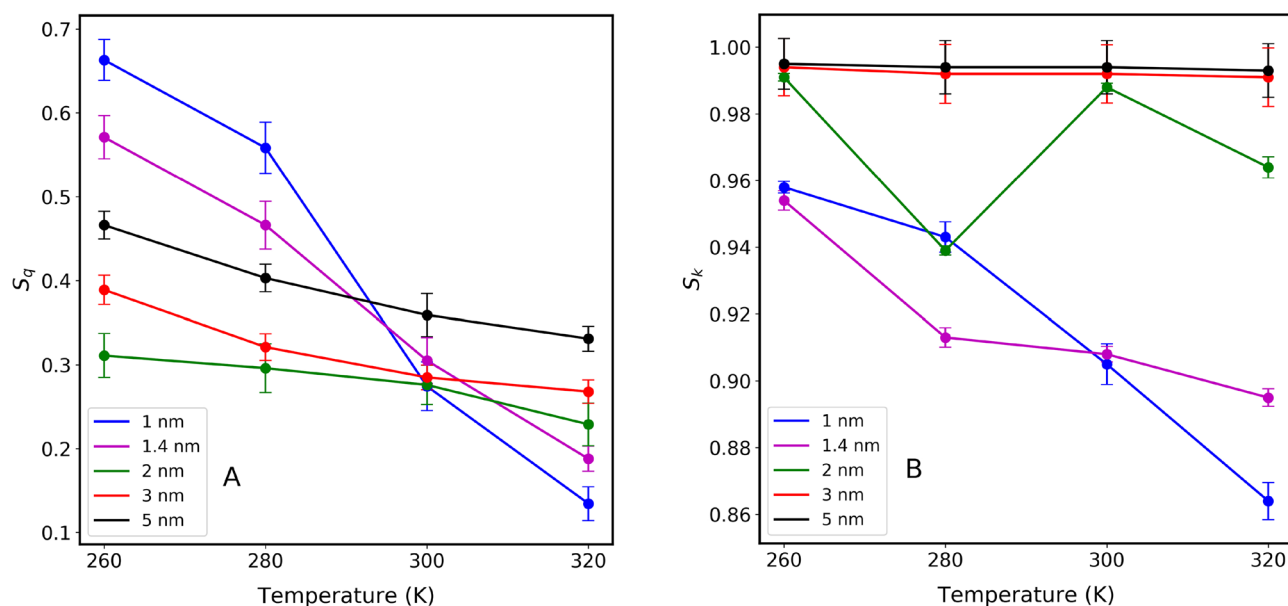 0.7
0.6
0.5
0.4
0.3
0.2
0.1
S_q
1 nm
1.4 nm
2 nm
3 nm
5 nm
A
260 280 300 320
Temperature (K)
1.00
0.98
0.96
0.94
0.92
0.90
0.88
0.86
S_k
1 nm
1.4 nm
2 nm
3 nm
5 nm
B
260 280 300 320
Temperature (K)